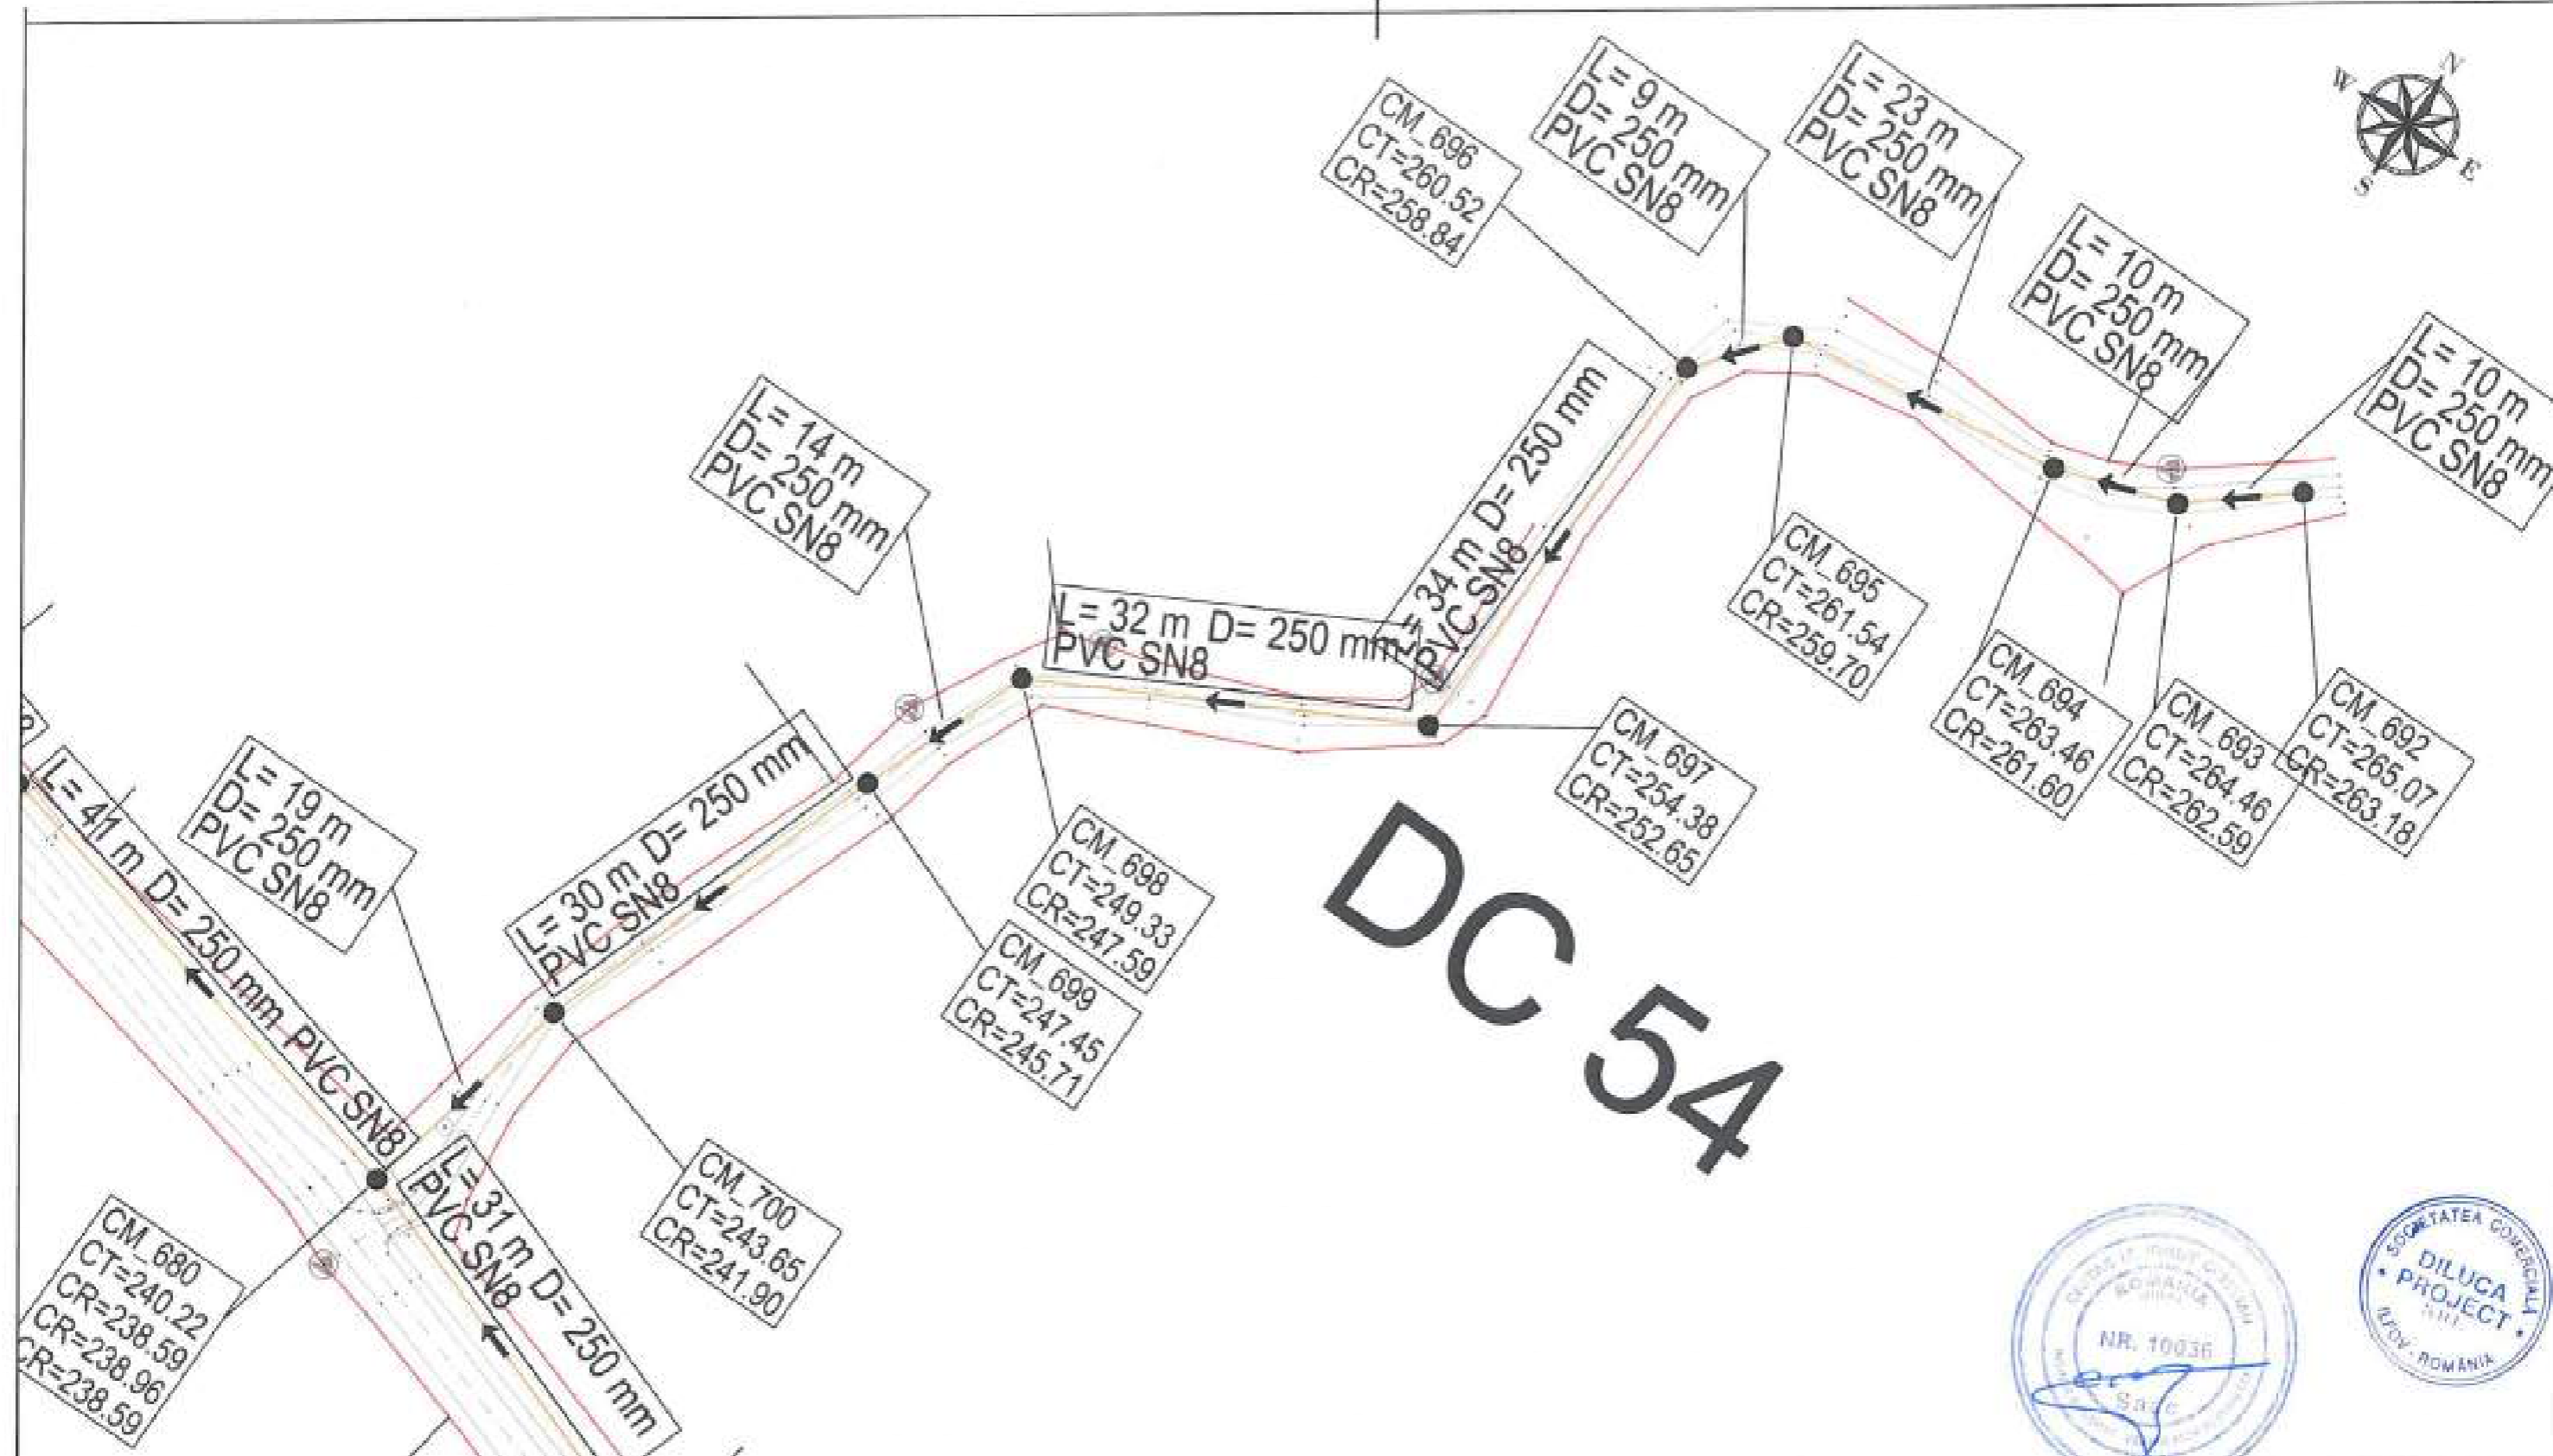 N
W
E
S
L= 9 m
D= 250 mm
PVC SN8
L= 23 m
D= 250 mm
PVC SN8
CM_696
CT=260.52
CR=258.84
L= 10 m
D= 250 mm
PVC SN8
L= 10 m
D= 250 mm
PVC SN8
L= 34 m D= 250 mm
PVC SN8
L= 14 m
D= 250 mm
PVC SN8
L= 32 m D= 250 mm
PVC SN8
CM_695
CT=261.54
CR=259.70
CM_694
CT=263.46
CR=261.60
CM_693
CT=264.46
CR=262.59
CM_692
CT=265.07
CR=263.18
CM_697
CT=254.38
CR=252.65
L= 30 m D= 250 mm
PVC SN8
L= 19 m
D= 250 mm
PVC SN8
L= 41 m D= 250 mm PVC SN8
CM_698
CT=249.33
CR=247.59
CM_699
CT=247.45
CR=245.71
DC 54
CM_700
CT=243.65
CR=241.90
L= 31 m D= 250 mm
PVC SN8
CM_680
CT=240.22
CR=238.59
CR=238.96
CR=238.59
ROMANIA
NR. 10036
SOCIETATEA COMERCIALĂ
DILUCA
PROJECT
ILFOV - ROMÂNIA